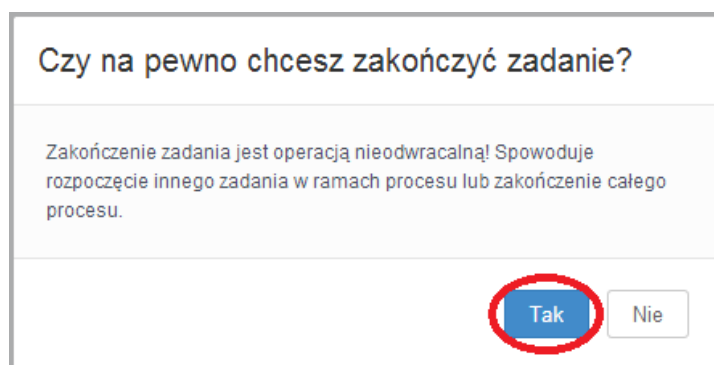 Czy na pewno chcesz zakończyć zadanie?
Zakończenie zadania jest operacją nieodwracalną! Spowoduje
rozpoczęcie innego zadania w ramach procesu lub zakończenie całego
procesu.
Tak Nie